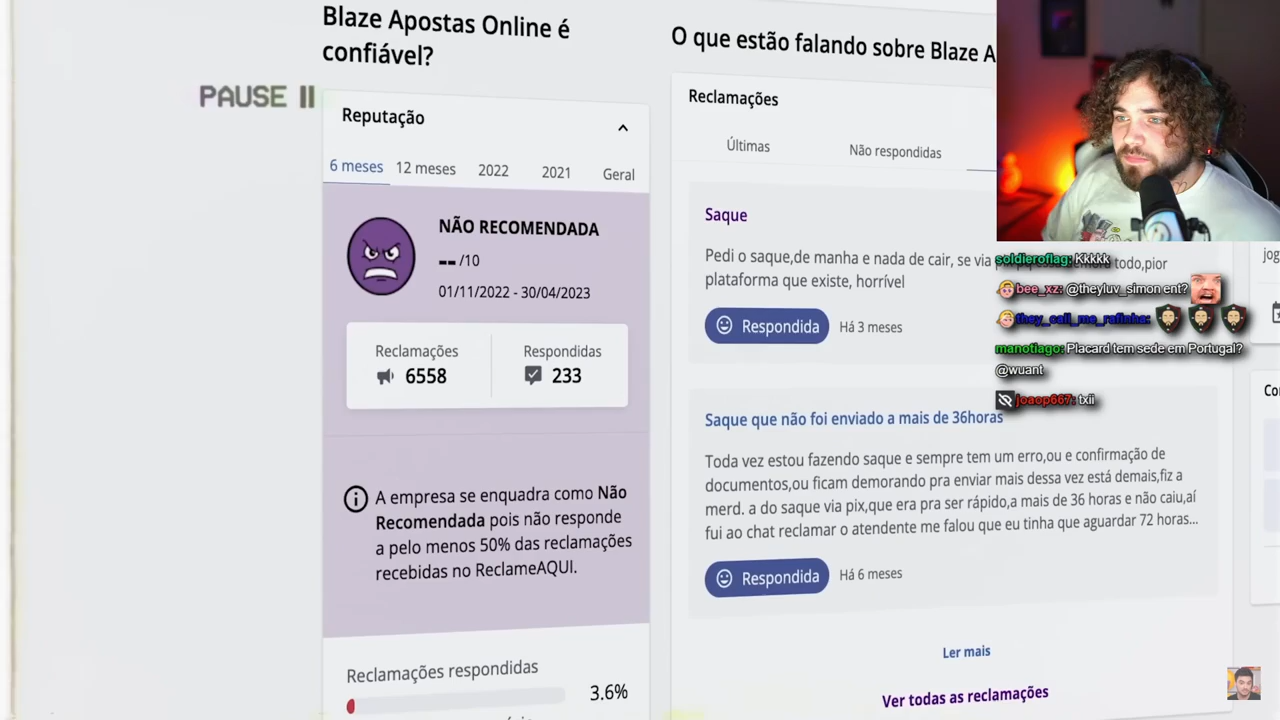 Blaze Apostas Online é
confiável?
PAUSE
Reputação
6 meses 12 meses 2022 2021 Geral
NÃO RECOMENDADA
-- /10
01/11/2022 - 30/04/2023
Reclamações Respondidas
6558 233
A empresa se enquadra como Não
Recomendada pois não responde
a pelo menos 50% das reclamações
recebidas no ReclameAQUI.
Reclamações respondidas
3.6%
O que estão falando sobre Blaze A
Reclamações
Últimas Não respondidas
Saque
Pedi o saque,de manha e nada de cair, se via todo,pior
plataforma que existe, horrível
Respondida Há 3 meses
Saque que não foi enviado a mais de 36horas
Toda vez estou fazendo saque e sempre tem um erro,ou e confirmação de
documentos,ou ficam demorando pra enviar mais dessa vez está demais,fiz a
merd. a do saque via pix,que era pra ser rápido,a mais de 36 horas e não caiu,aí
fui ao chat reclamar o atendente me falou que eu tinha que aguardar 72 horas...
Respondida Há 6 meses
Ler mais
Ver todas as reclamações
soldieroflag: Kkkkk
bee_xz: @theyluv_simon ent?
they_call_me_rafinha:
manotiago: Placard tem sede em Portugal?
@wuant
joaop667: txii
jog
Co